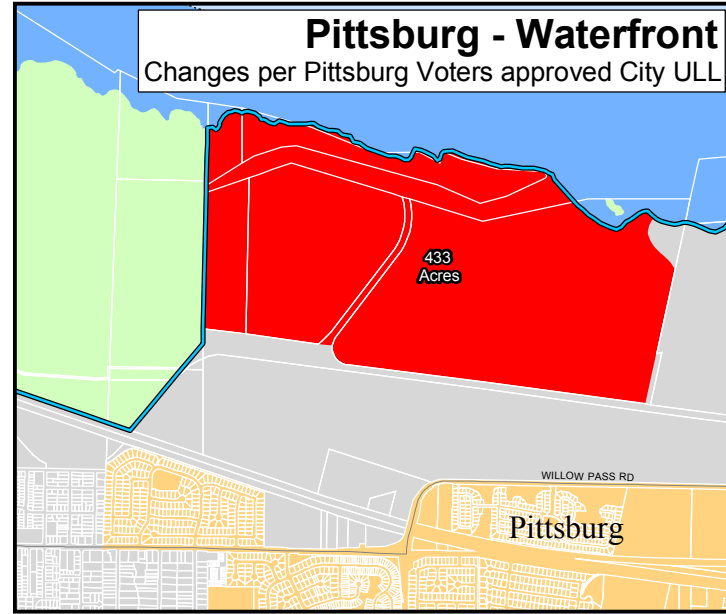 Pittsburg - Waterfront
Changes per Pittsburg Voters approved City ULL
433
Acres
WILLOW PASS RD
Pittsburg